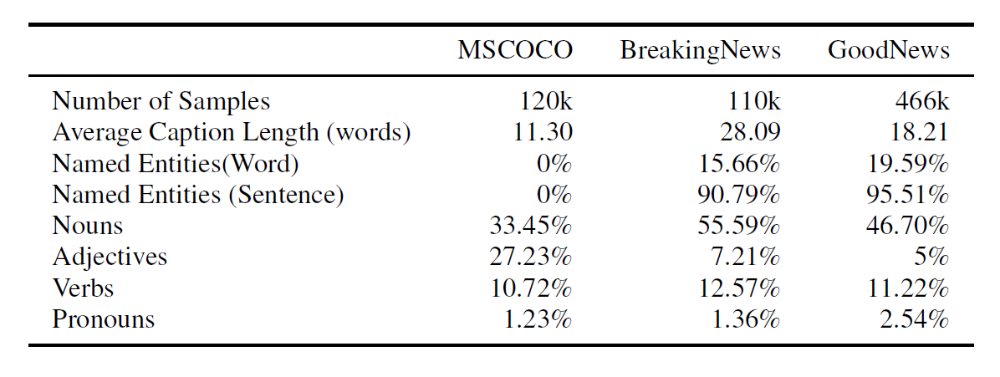 MSCOCO BreakingNews GoodNews
Number of Samples 120k 110k 466k
Average Caption Length (words) 11.30 28.09 18.21
Named Entities(Word) 0% 15.66% 19.59%
Named Entities (Sentence) 0% 90.79% 95.51%
Nouns 33.45% 55.59% 46.70%
Adjectives 27.23% 7.21% 5%
Verbs 10.72% 12.57% 11.22%
Pronouns 1.23% 1.36% 2.54%